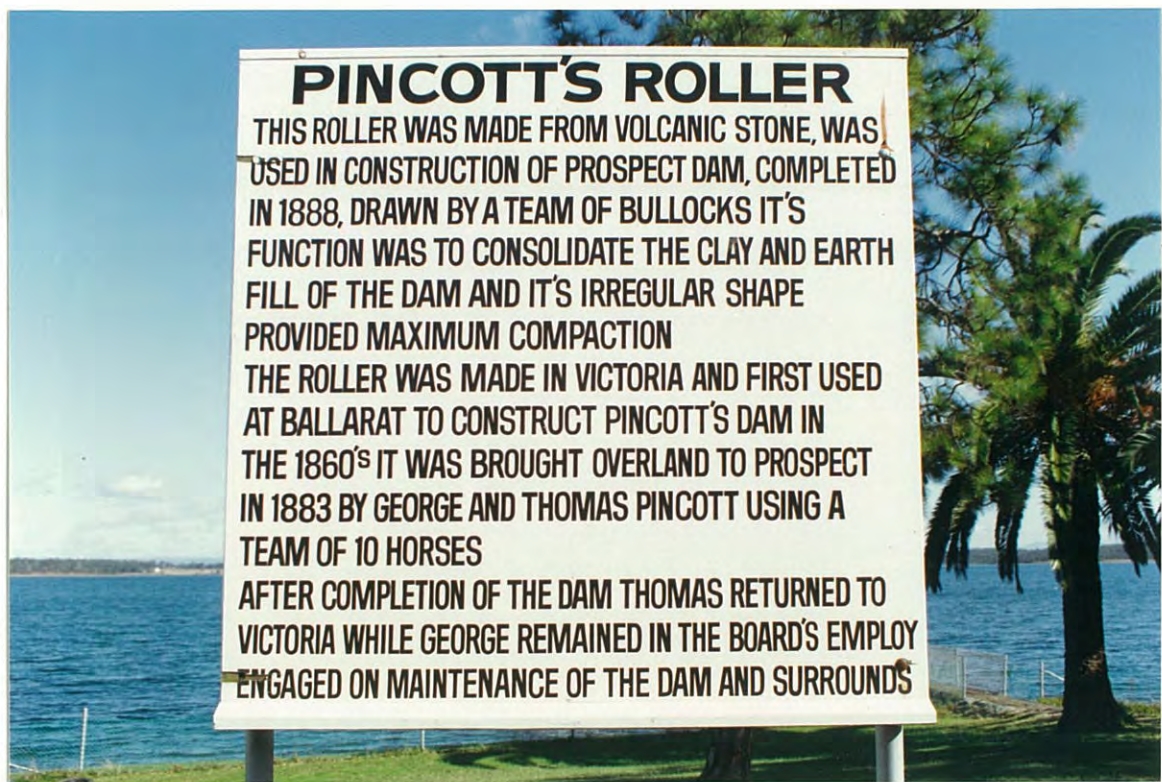 PINCOTT'S ROLLER
THIS ROLLER WAS MADE FROM VOLCANIC STONE, WAS
USED IN CONSTRUCTION OF PROSPECT DAM, COMPLETED
IN 1888, DRAWN BY A TEAM OF BULLOCKS IT'S
FUNCTION WAS TO CONSOLIDATE THE CLAY AND EARTH
FILL OF THE DAM AND IT'S IRREGULAR SHAPE
PROVIDED MAXIMUM COMPACTION
THE ROLLER WAS MADE IN VICTORIA AND FIRST USED
AT BALLARAT TO CONSTRUCT PINCOTT'S DAM IN
THE 1860's IT WAS BROUGHT OVERLAND TO PROSPECT
IN 1883 BY GEORGE AND THOMAS PINCOTT USING A
TEAM OF 10 HORSES
AFTER COMPLETION OF THE DAM THOMAS RETURNED TO
VICTORIA WHILE GEORGE REMAINED IN THE BOARD'S EMPLOY
ENGAGED ON MAINTENANCE OF THE DAM AND SURROUNDS